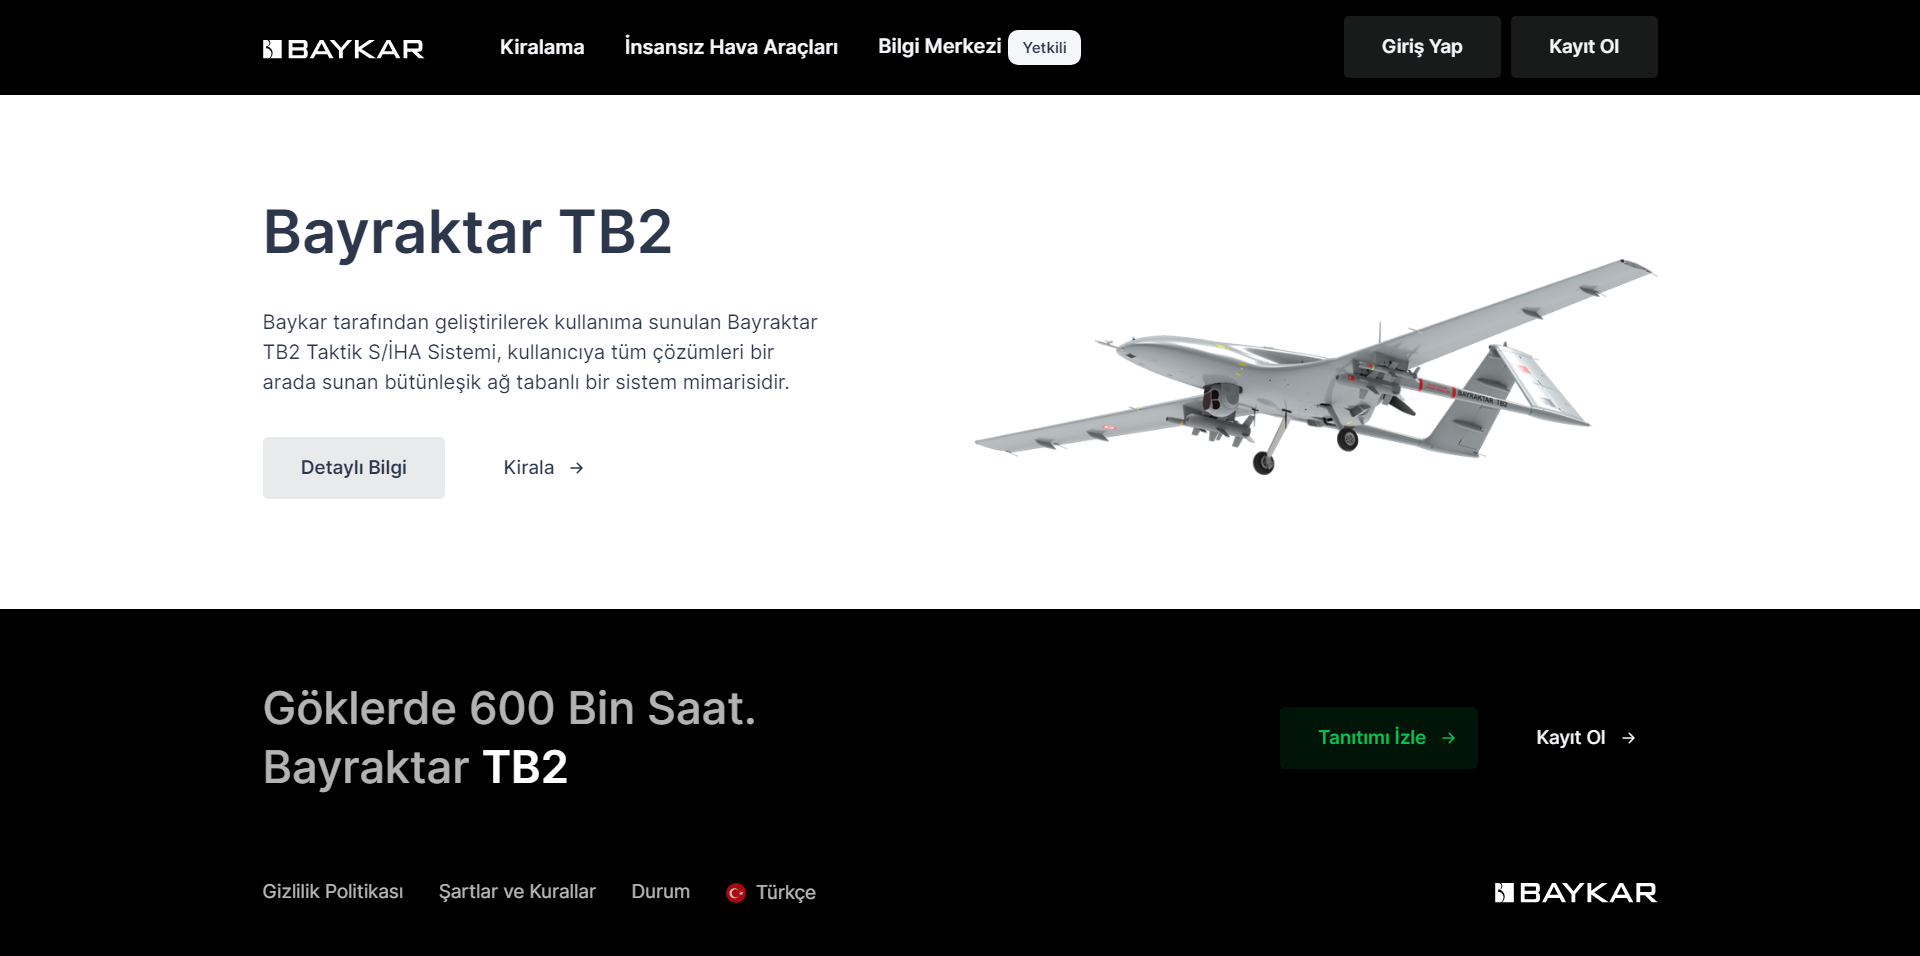 BAYKAR
Kiralama
İnsansız Hava Araçları
Bilgi Merkezi
Yetkili
Giriş Yap
Kayıt Ol
Bayraktar TB2
Baykar tarafından geliştirilerek kullanıma sunulan Bayraktar
TB2 Taktik S/İHA Sistemi, kullanıcıya tüm çözümleri bir
arada sunan bütünleşik ağ tabanlı bir sistem mimarisidir.
Detaylı Bilgi
Kirala →
BAYRAKTAR TB2
Göklerde 600 Bin Saat.
Bayraktar TB2
Tanıtımı İzle →
Kayıt Ol →
Gizlilik Politikası
Şartlar ve Kurallar
Durum
Türkçe
BAYKAR